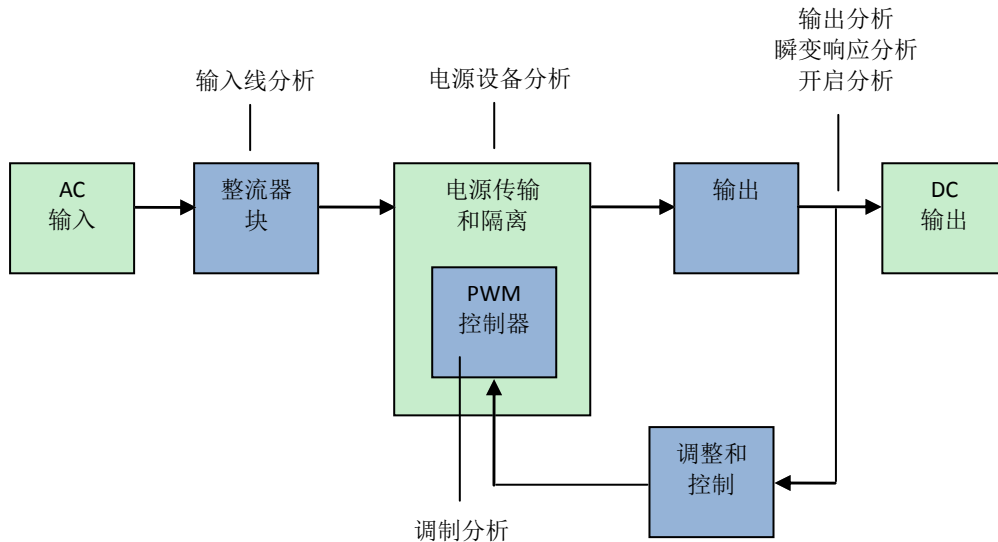 输出分析
瞬变响应分析
开启分析
输入线分析
电源设备分析
AC
输入
整流器
块
电源传输
和隔离
输出
DC
输出
PWM
控制器
调整和
控制
调制分析